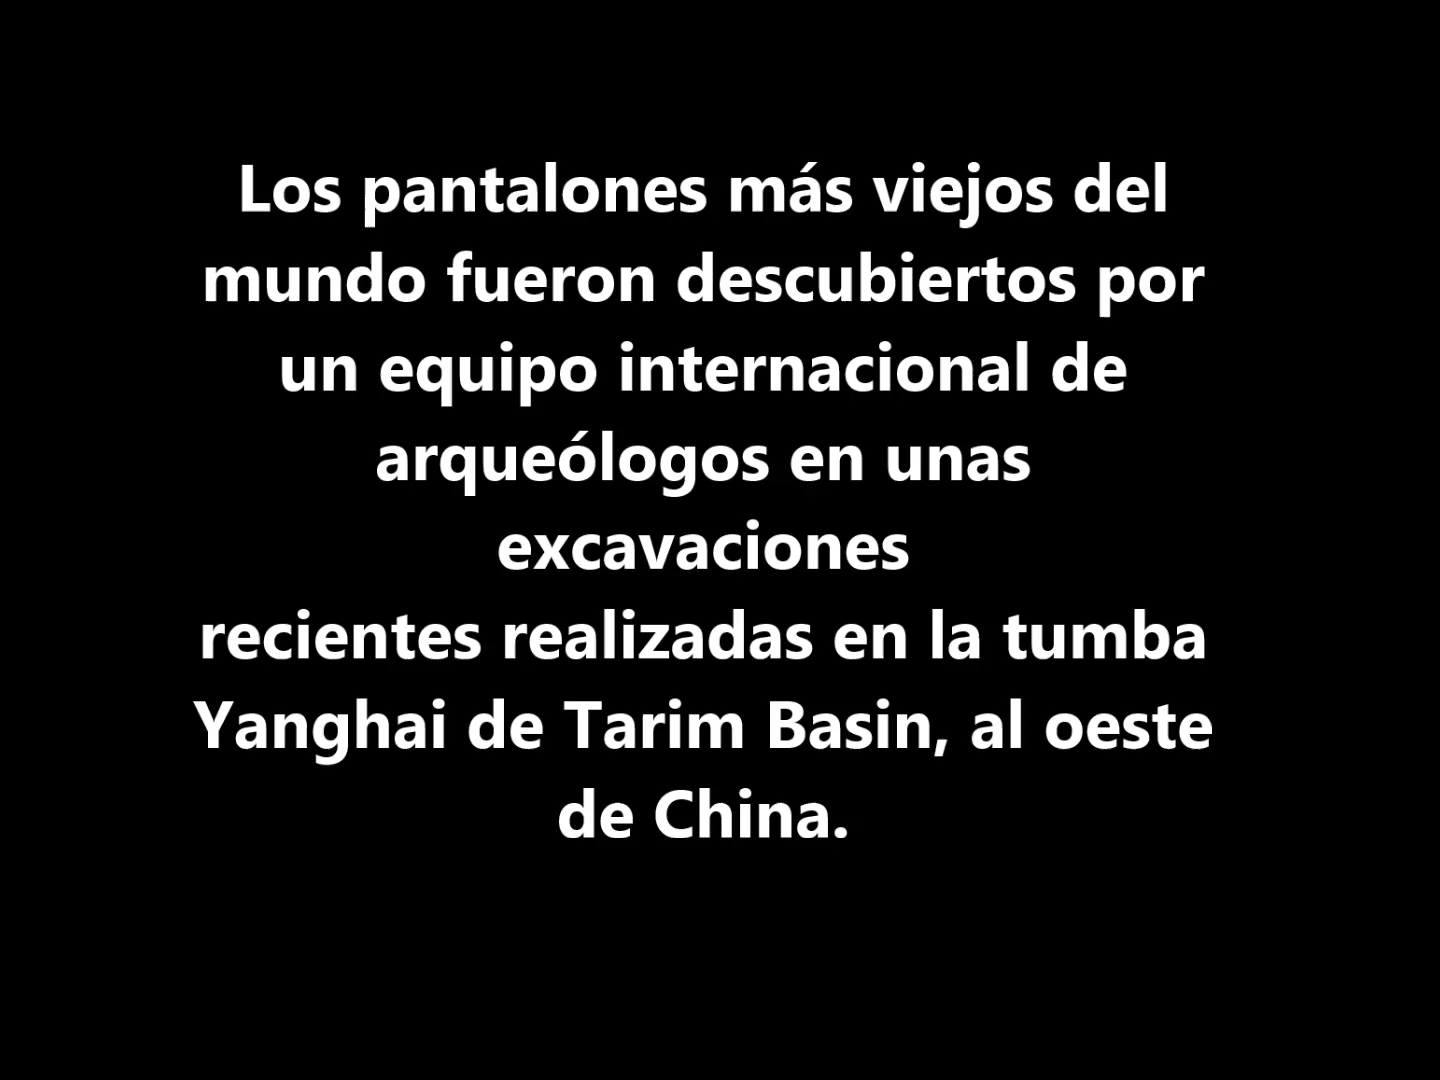 Los pantalones más viejos del
mundo fueron descubiertos por
un equipo internacional de
arqueólogos en unas
excavaciones
recientes realizadas en la tumba
Yanghai de Tarim Basin, al oeste
de China.